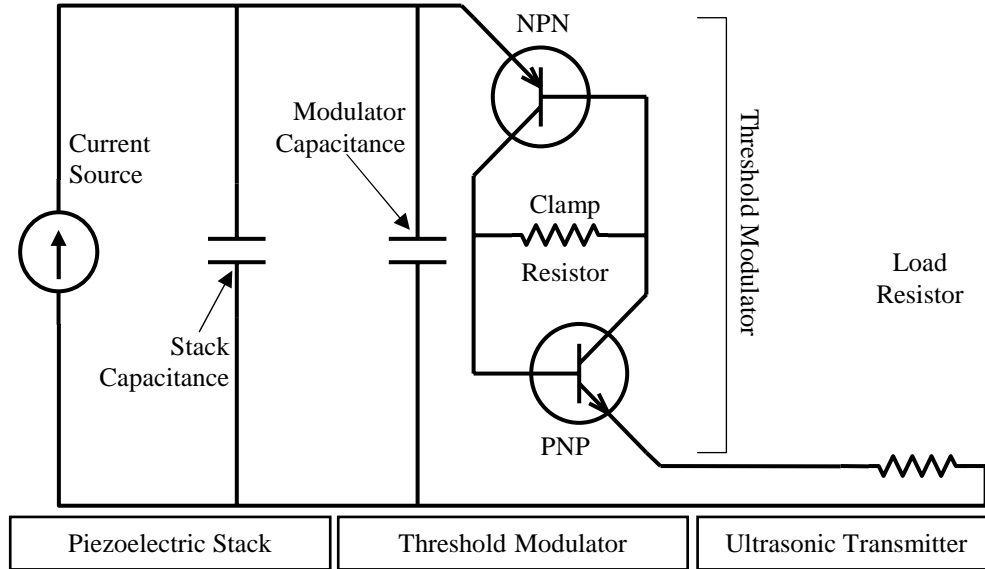 NPN
Modulator
Capacitance
Current
Source
Threshold Modulator
Clamp
Resistor
Load
Resistor
Stack
Capacitance
PNP
Piezoelectric Stack
Threshold Modulator
Ultrasonic Transmitter